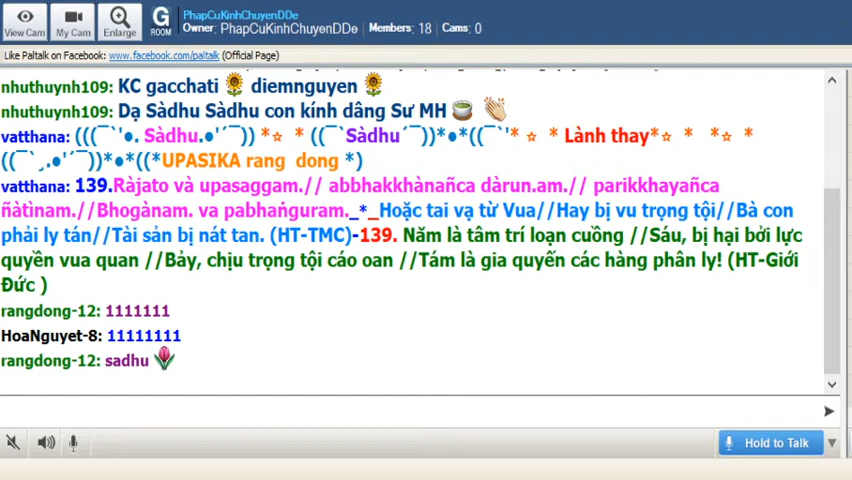 PhapCuKinhChuyenDDe
Owner: PhapCuKinhChuyenDDe Members: 18 Cams: 0
View Cam My Cam Enlarge G ROOM
Like Paltalk on Facebook: www.facebook.com/paltalk (Official Page)
nhuthuynh109: KC gacchati 🌻 diemnguyen 🌻
nhuthuynh109: Dạ Sàdhu Sàdhu con kính dâng Sư MH 🍵 👏
vatthana: (((¯`'●. Sàdhu.●'´¯)) *☆ * ((¯`Sàdhu´¯))*●*((¯`'* ☆ * Lành thay*☆ * *☆ *
((¯`ˏ.●'´¯))*●*((*UPASIKA rang dong *)
vatthana: 139.Ràjato và upasaggam.// abbhakkhànañca dàrun.am.// parikkhayañca
ñàtìnam.//Bhogànam. va pabhaṅguram._*_Hoặc tai vạ từ Vua//Hay bị vu trọng tội//Bà con
phải ly tán//Tài sản bị nát tan. (HT-TMC)-139. Năm là tâm trí loạn cuồng //Sáu, bị hại bởi lực
quyền vua quan //Bảy, chịu trọng tội cáo oan //Tám là gia quyến các hàng phân ly! (HT-Giới
Đức )
rangdong-12: 1111111
HoaNguyet-8: 11111111
rangdong-12: sadhu 🌷
Hold to Talk